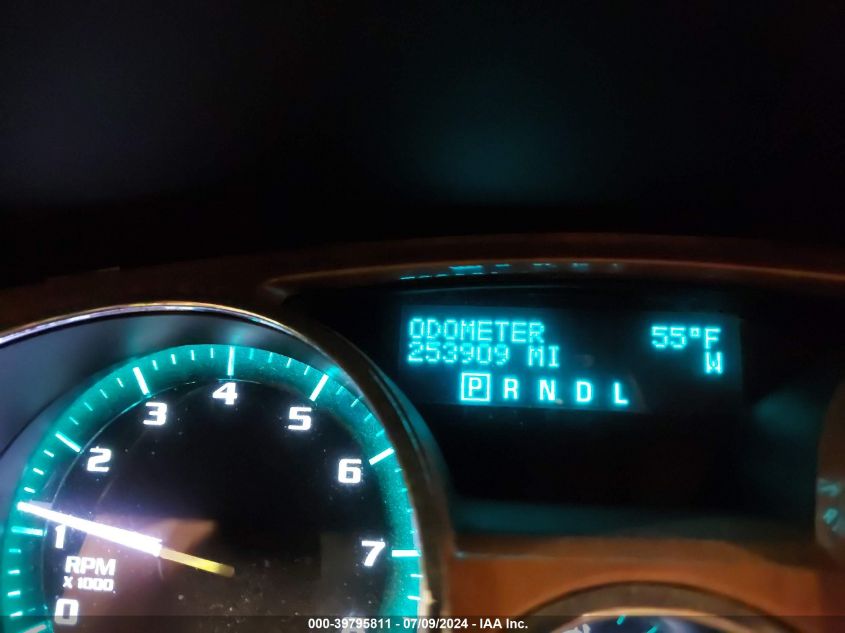 ODOMETER 55°F
253909 MI W
P R N D L
4
3 5
2 6
1 7
RPM
X 1000
0
000-39795811 - 07/09/2024 - IAA Inc.